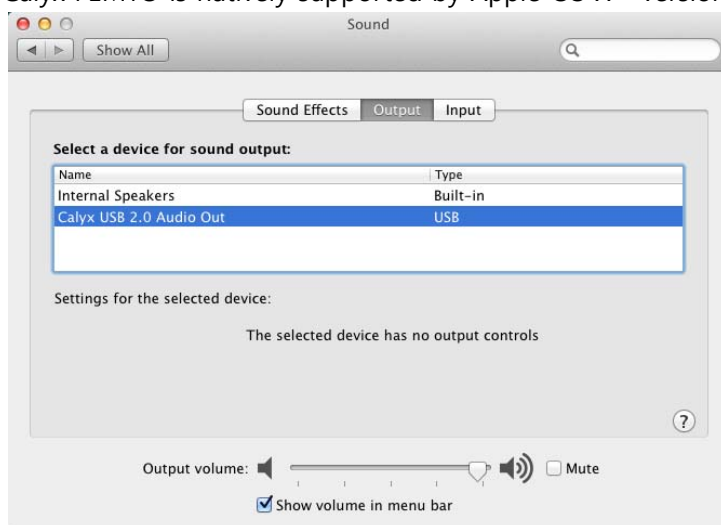 is natively supported by Apple OS X
Sound
Show All
Sound Effects Output Input
Select a device for sound output:
Name Type
Internal Speakers Built-in
Calyx USB 2.0 Audio Out USB
Settings for the selected device:
The selected device has no output controls
?
Output volume: Mute
Show volume in menu bar